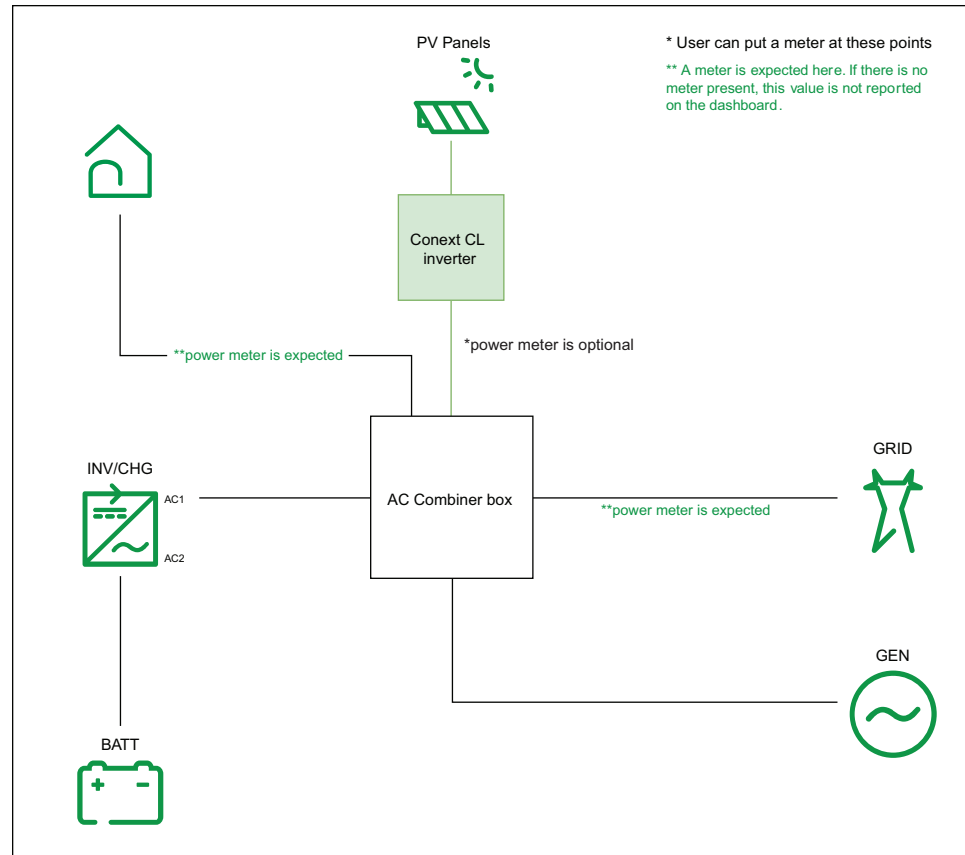 PV Panels
* User can put a meter at these points
** A meter is expected here. If there is no
meter present, this value is not reported
on the dashboard.
Conext CL
inverter
*power meter is optional
**power meter is expected
INV/CHG
AC1
AC2
AC Combiner box
GRID
**power meter is expected
GEN
BATT